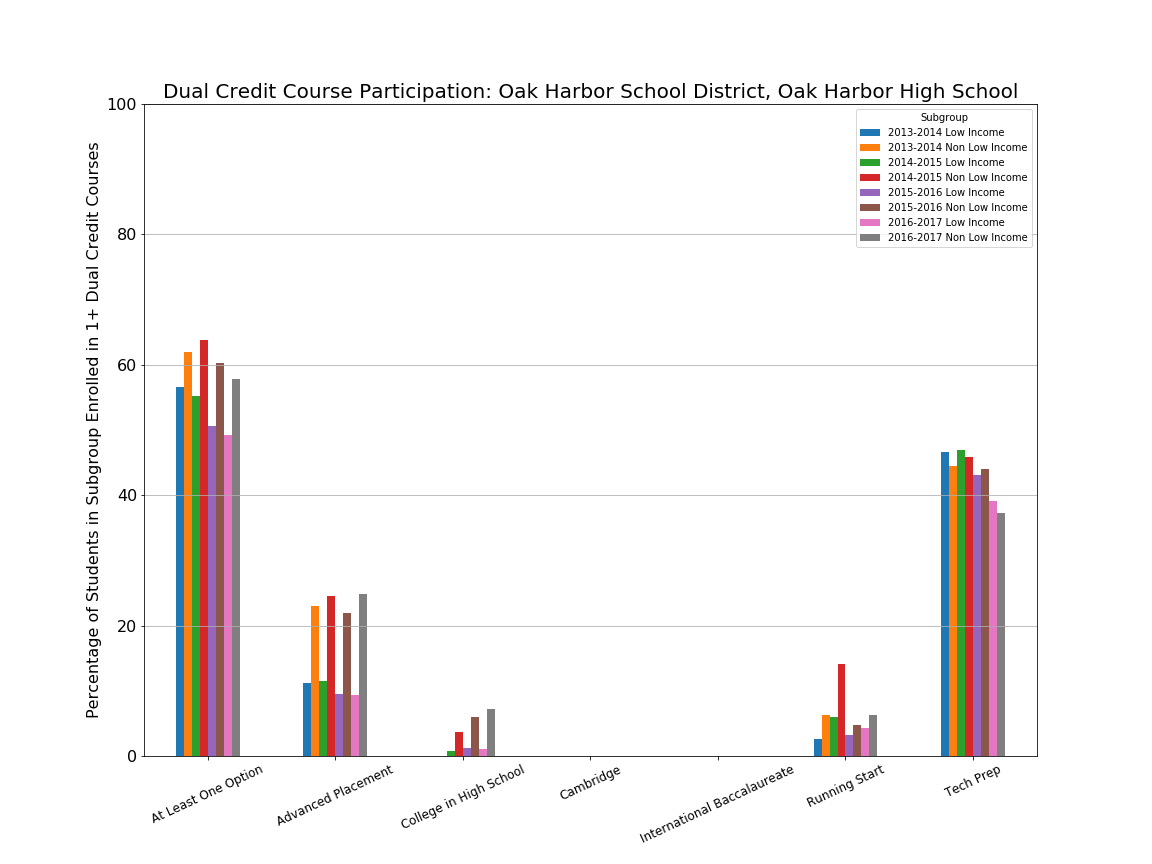 Dual Credit Course Participation: Oak Harbor School District, Oak Harbor High School
Percentage of Students in Subgroup Enrolled in 1+ Dual Credit Courses
100
80
60
40
20
0
Subgroup
2013-2014 Low Income
2013-2014 Non Low Income
2014-2015 Low Income
2014-2015 Non Low Income
2015-2016 Low Income
2015-2016 Non Low Income
2016-2017 Low Income
2016-2017 Non Low Income
At Least One Option
Advanced Placement
College in High School
Cambridge
International Baccalaureate
Running Start
Tech Prep